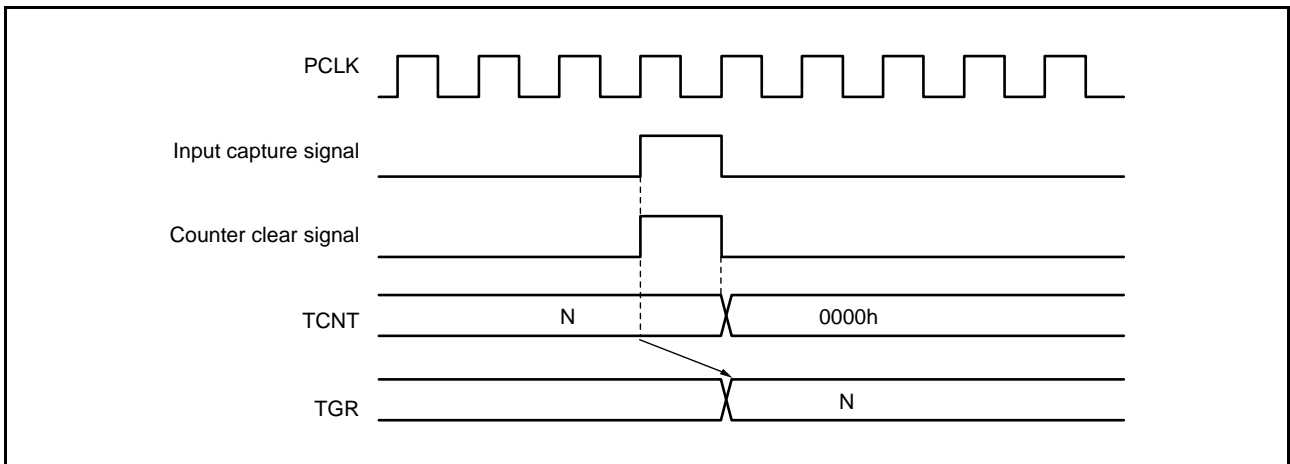 PCLK
Input capture signal
Counter clear signal
TCNT
N
0000h
TGR
N